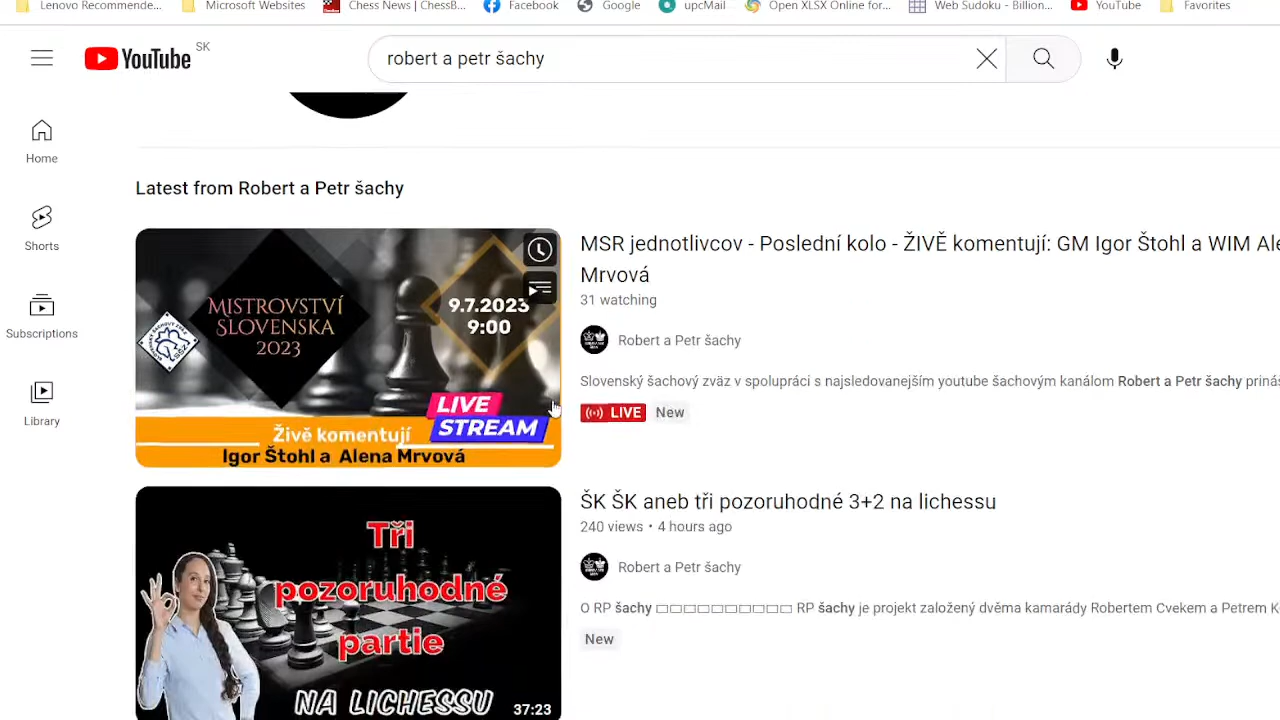 Lenovo Recommende... Microsoft Websites Chess News | ChessB... Facebook Google upcMail Open XLSX Online for... Web Sudoku - Billion... YouTube Favorites
YouTube SK
robert a petr šachy
Home
Shorts
Subscriptions
Library
Latest from Robert a Petr šachy
MISTROVSTVÍ
SLOVENSKA
2023
9.7.2023
9:00
LIVE
STREAM
Živě komentují
Igor Štohl a Alena Mrvová
MSR jednotlivcov - Poslední kolo - ŽIVĚ komentují: GM Igor Štohl a WIM Ale
Mrvová
31 watching
Robert a Petr šachy
Slovenský šachový zväz v spolupráci s najsledovanejším youtube šachovým kanálom Robert a Petr šachy priná
LIVE New
Tři
pozoruhodné
partie
NA LICHESSU
37:23
ŠK ŠK aneb tři pozoruhodné 3+2 na lichessu
240 views • 4 hours ago
Robert a Petr šachy
O RP šachy □□□□□□□□□□ RP šachy je projekt založený dvěma kamarády Robertem Cvekem a Petrem K
New